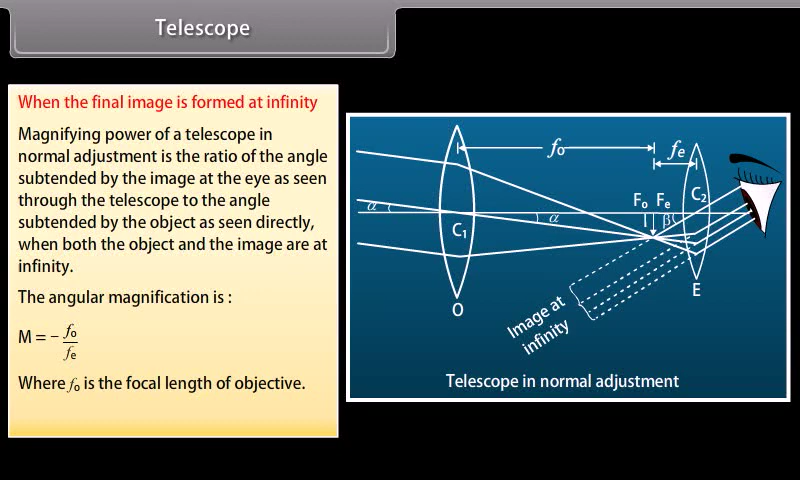 Telescope
When the final image is formed at infinity
Magnifying power of a telescope in
normal adjustment is the ratio of the angle
subtended by the image at the eye as seen
through the telescope to the angle
subtended by the object as seen directly,
when both the object and the image are at
infinity.
The angular magnification is :
M = - fo/fe
Where fo is the focal length of objective.
fo
fe
Fo Fe
C2
α
C1
α
I
β
E
O
Image at
infinity
Telescope in normal adjustment